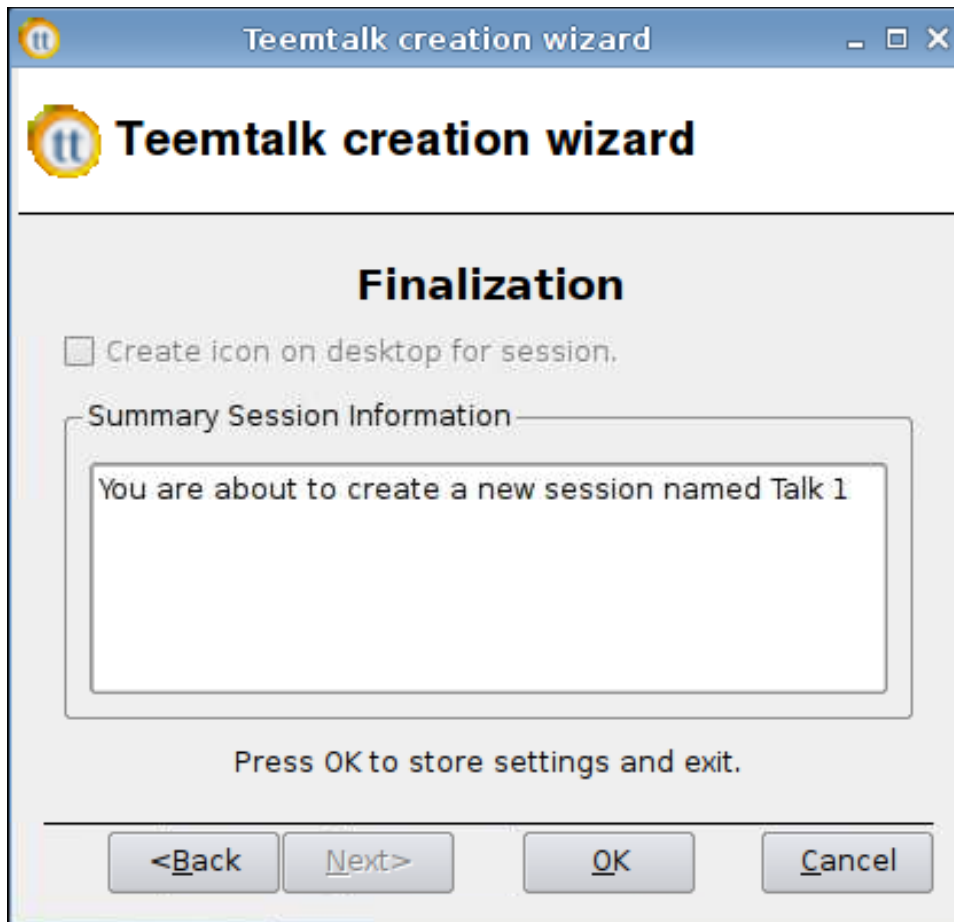 tt Teemtalk creation wizard
tt Teemtalk creation wizard
Finalization
Create icon on desktop for session.
Summary Session Information
You are about to create a new session named Talk 1
Press OK to store settings and exit.
<Back Next> OK Cancel